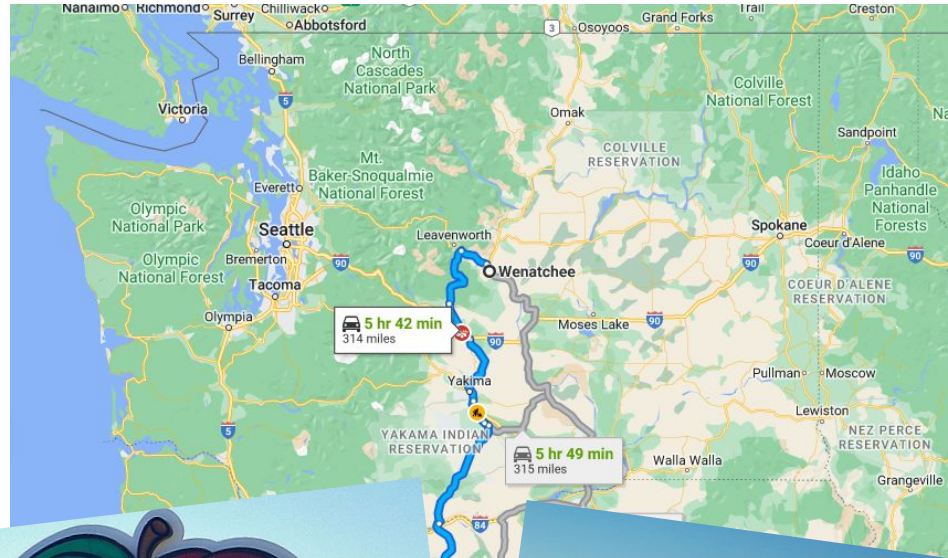 Nanaimo
Richmond
Surrey
Chilliwack
Abbotsford
3
Osoyoos
Grand Forks
Trail
Creston
Bellingham
North
Cascades
National Park
5
Victoria
Colville
National Forest
Omak
Sandpoint
COLVILLE
RESERVATION
Mt.
Baker-Snoqualmie
National Forest
Everett
Idaho
Panhandle
National
Forests
Olympic
National Park
Seattle
Leavenworth
Spokane
Coeur d'Alene
Bremerton
Olympic
National Forest
90
Wenatchee
90
90
Tacoma
COEUR D'ALENE
RESERVATION
Olympia
5 hr 42 min
314 miles
Moses Lake
90
90
Yakima
Pullman
Moscow
Lewiston
5
YAKAMA INDIAN
RESERVATION
NEZ PERCE
RESERVATION
5 hr 49 min
315 miles
Walla Walla
Grangeville
84